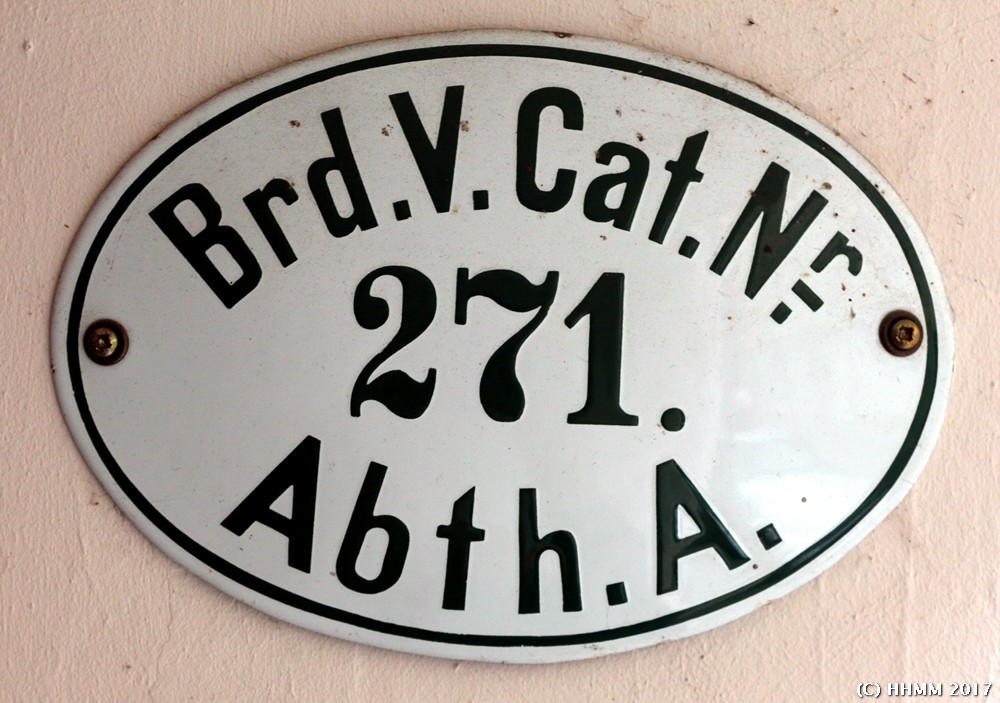 Brd.V.Cat.Nr.
271.
Abth.A.
(C) HHMM 2017